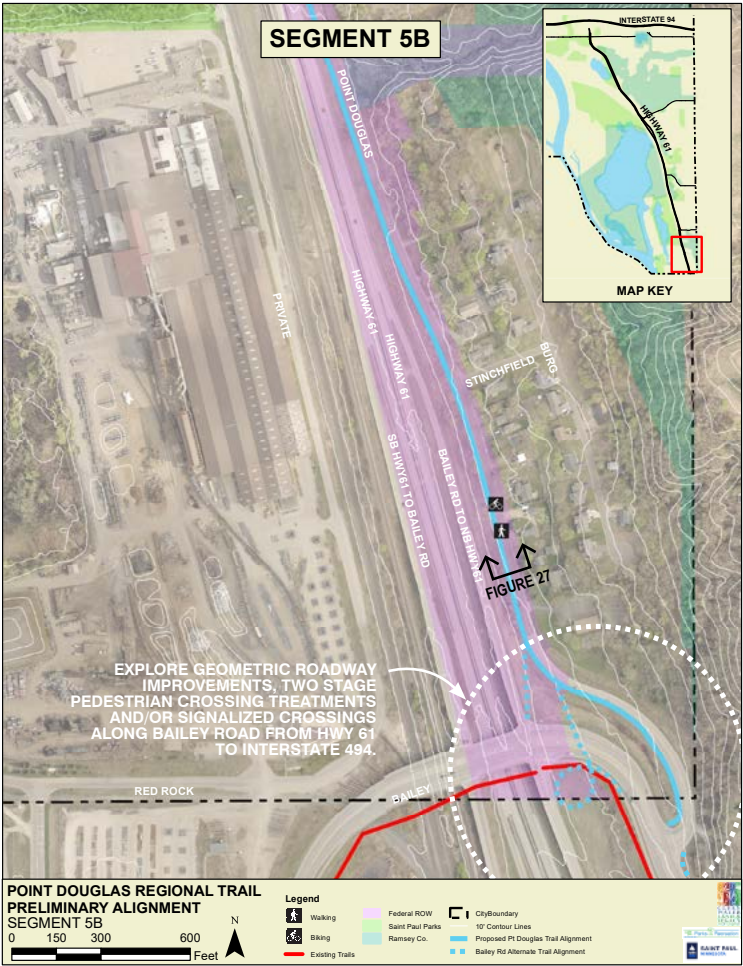 SEGMENT 5B
INTERSTATE 94
HIGHWAY 61
MAP KEY
POINT DOUGLAS
PRIVATE
HIGHWAY 61
HIGHWAY 61
STINCHFIELD
BURG
SB HWY61 TO BAILEY RD
BAILEY RD TO NB HWY61
FIGURE 27
EXPLORE GEOMETRIC ROADWAY
IMPROVEMENTS, TWO STAGE
PEDESTRIAN CROSSING TREATMENTS
AND/OR SIGNALIZED CROSSINGS
ALONG BAILEY ROAD FROM HWY 61
TO INTERSTATE 494.
RED ROCK
BAILEY
POINT DOUGLAS REGIONAL TRAIL
PRELIMINARY ALIGNMENT
SEGMENT 5B
0 150 300 600
Feet
N
Legend
Walking
Biking
Existing Trails
Federal ROW
Saint Paul Parks
Ramsey Co.
CityBoundary
10' Contour Lines
Proposed Pt Douglas Trail Alignment
Bailey Rd Alternate Trail Alignment
SAINT PAUL
MINNESOTA